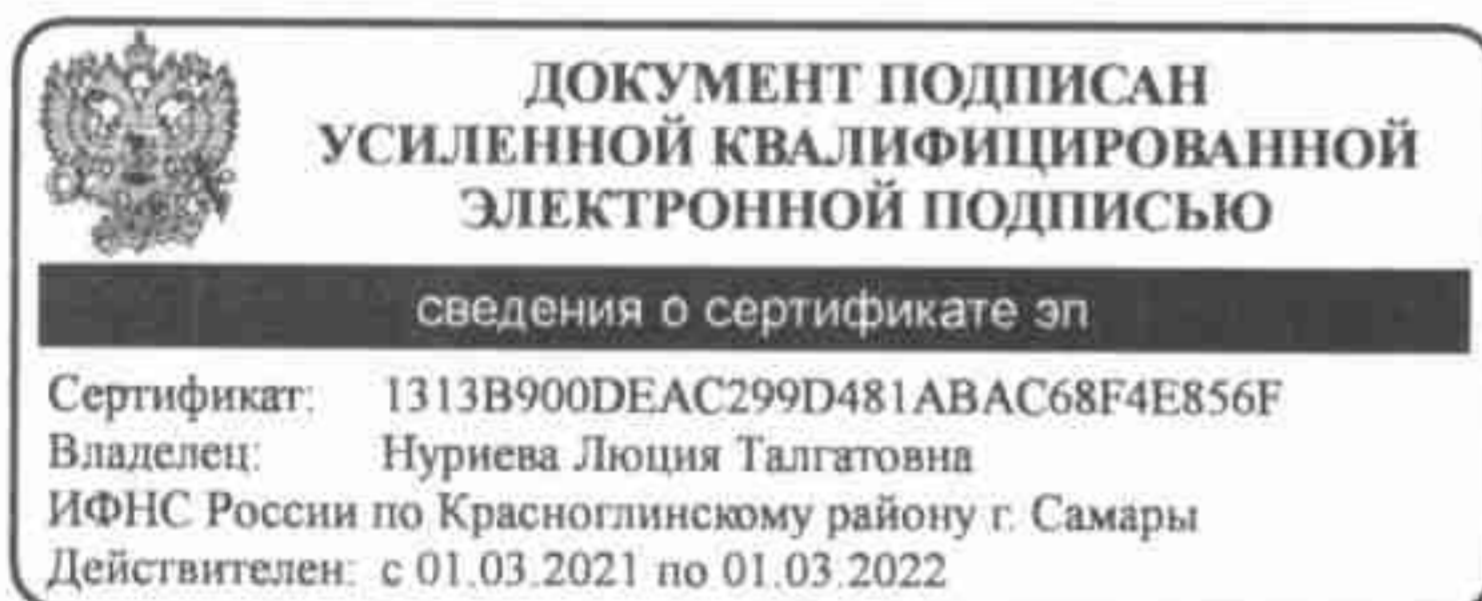 ДОКУМЕНТ ПОДПИСАН
УСИЛЕННОЙ КВАЛИФИЦИРОВАННОЙ
ЭЛЕКТРОННОЙ ПОДПИСЬЮ
сведения о сертификате эп
Сертификат: 1313B900DEAC299D481ABAC68F4E856F
Владелец: Нуриева Люция Талгатовна
ИФНС России по Красноглинскому району г. Самары
Действителен: с 01.03.2021 по 01.03.2022